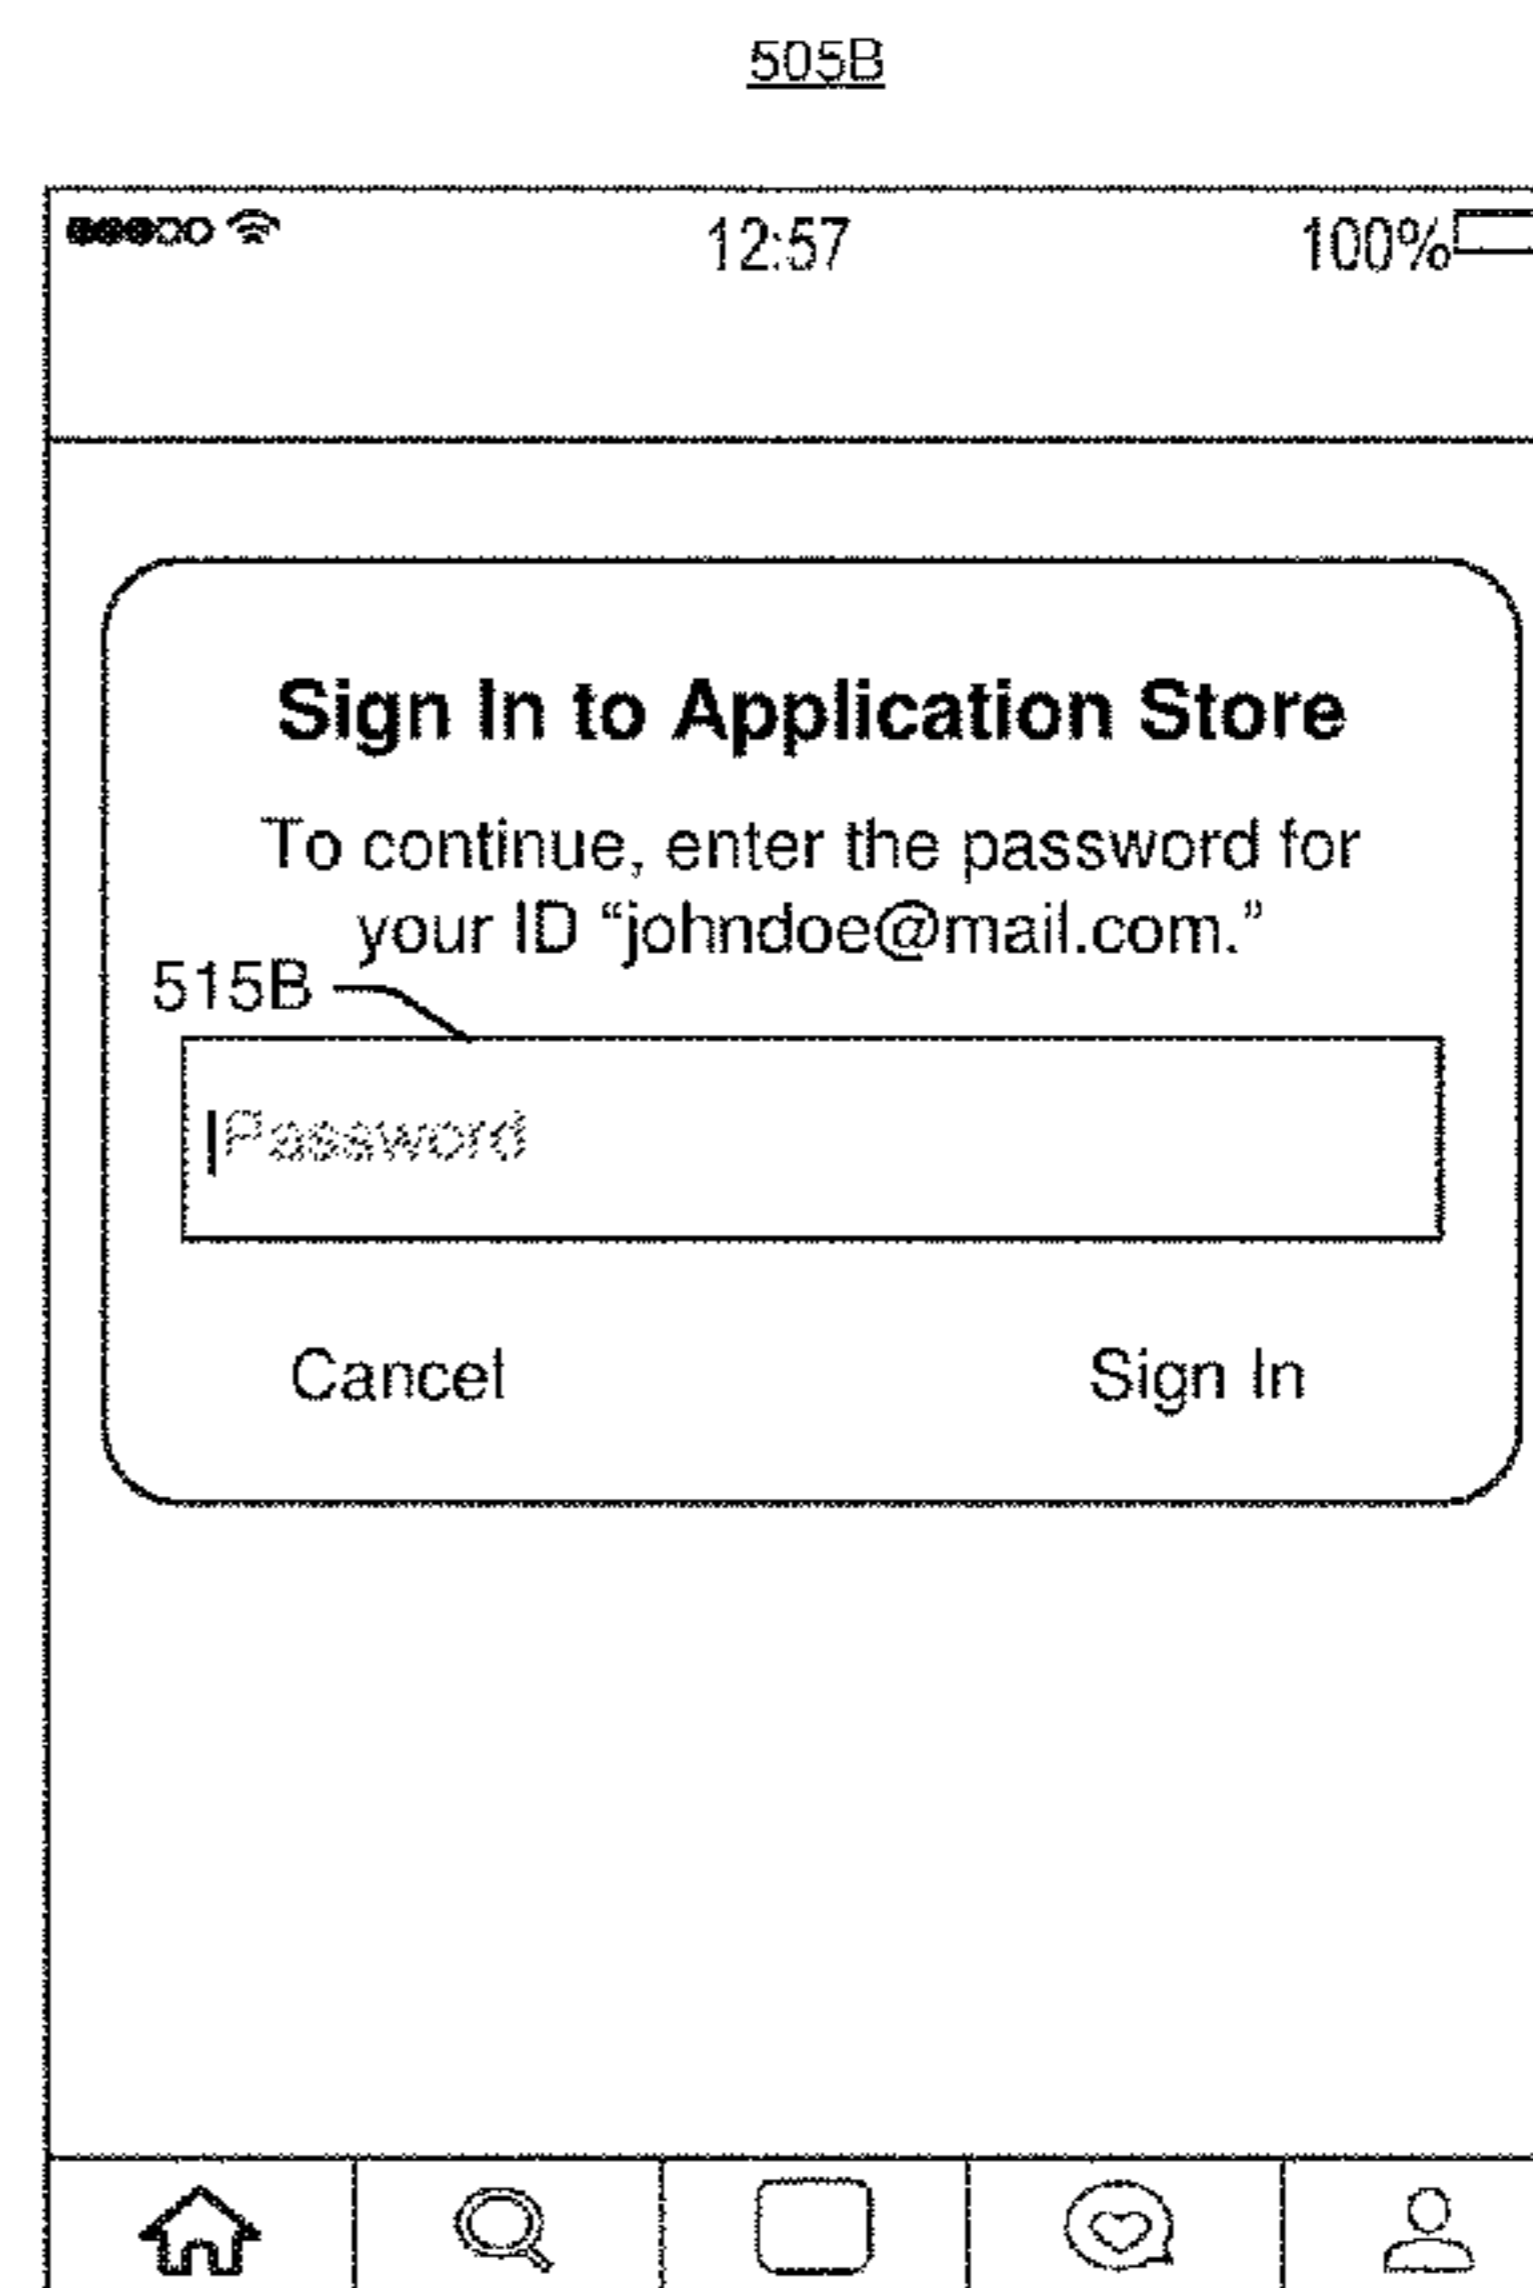 505B
12:57
100%
Sign In to Application Store
To continue, enter the password for
your ID “johndoe@mail.com.”
515B
Password
Cancel
Sign In